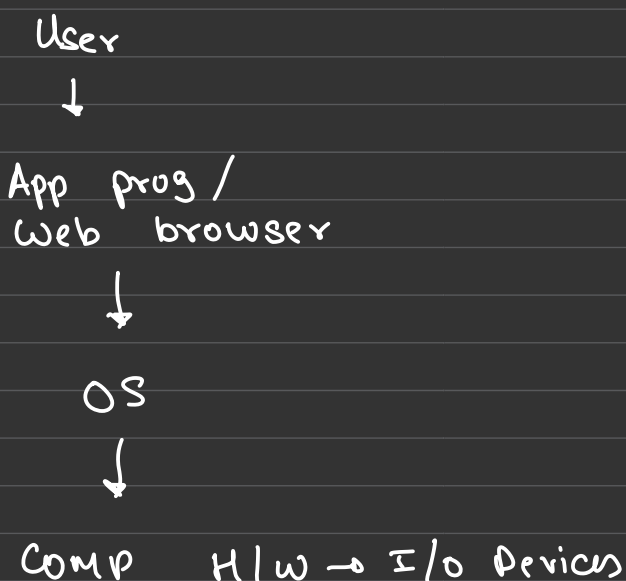 User
↓
App prog /
Web browser
↓
OS
↓
Comp H/W → I/O Devices